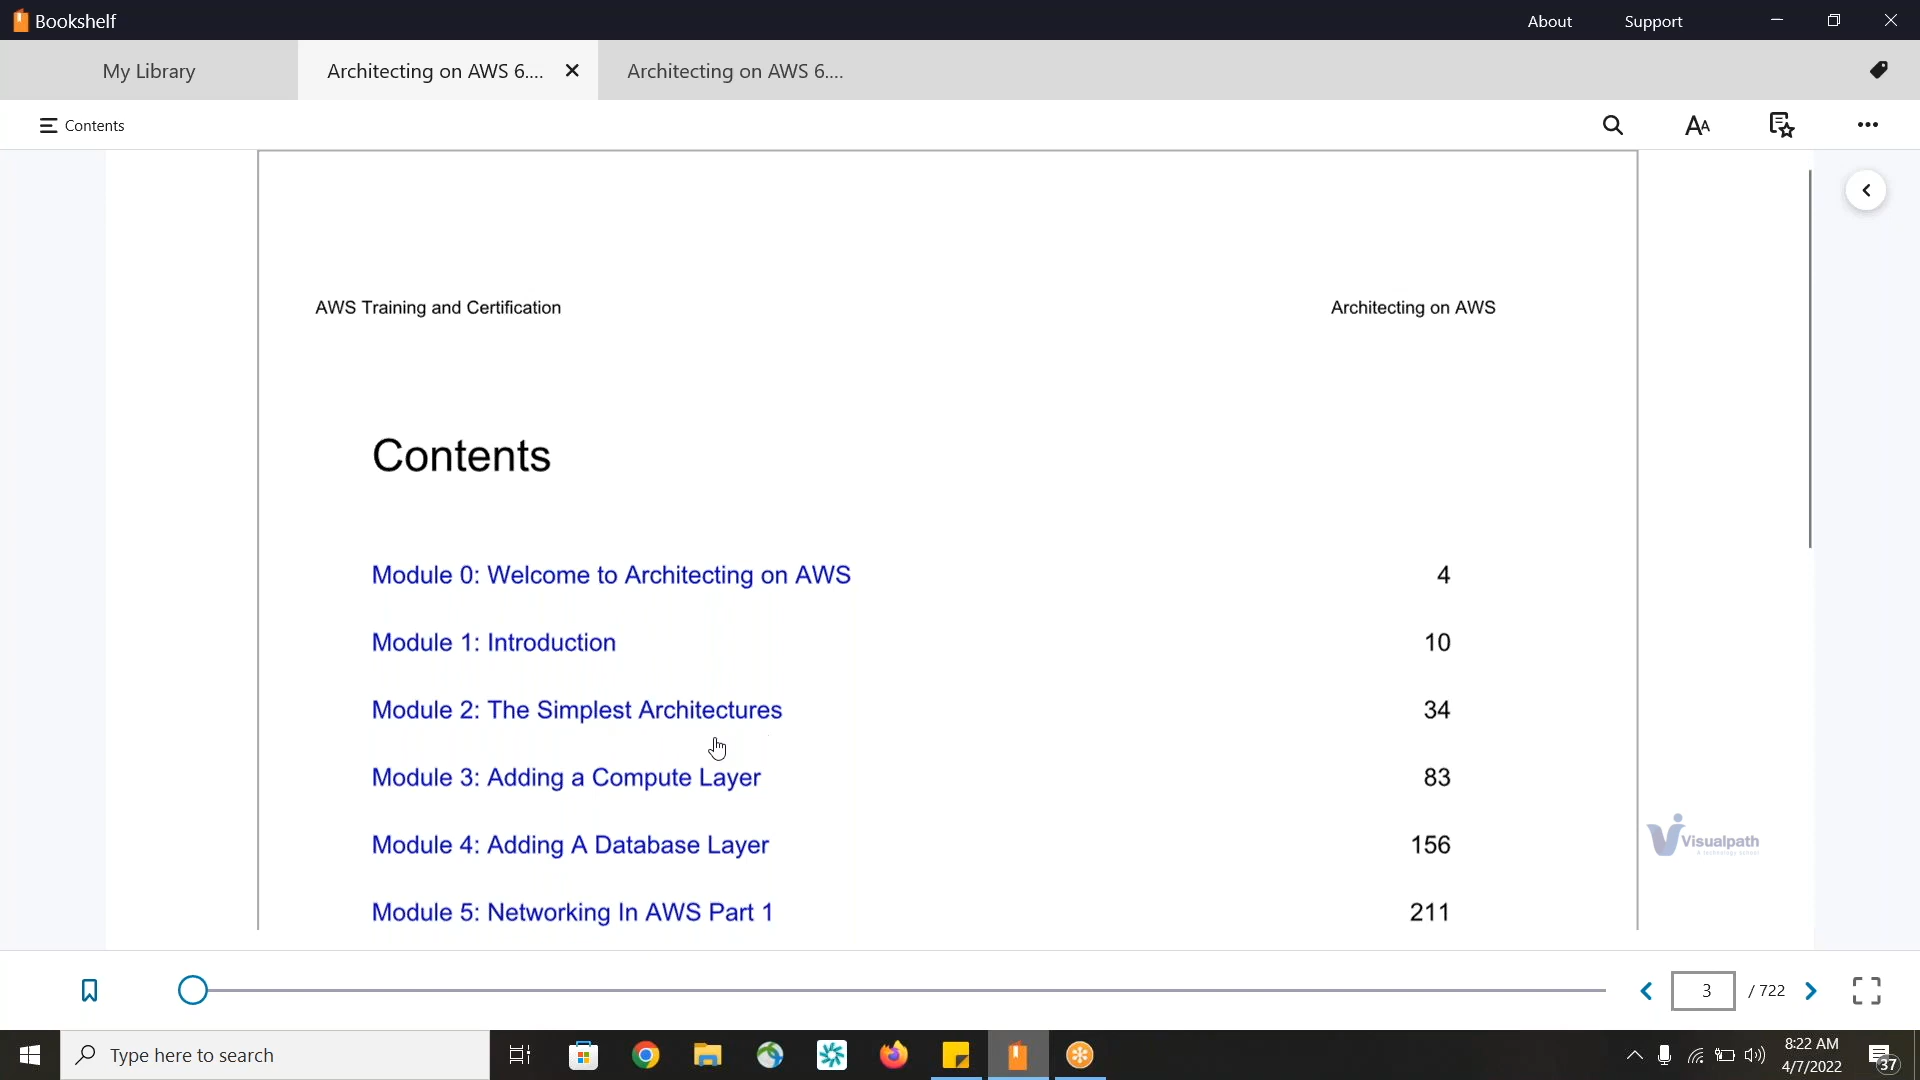 Bookshelf
About Support
My Library Architecting on AWS 6.... Architecting on AWS 6....
Contents
AWS Training and Certification Architecting on AWS
Contents
Module 0: Welcome to Architecting on AWS 4
Module 1: Introduction 10
Module 2: The Simplest Architectures 34
Module 3: Adding a Compute Layer 83
Module 4: Adding A Database Layer 156
Visualpath
Module 5: Networking In AWS Part 1 211
3 / 722
Type here to search
8:22 AM
4/7/2022
37